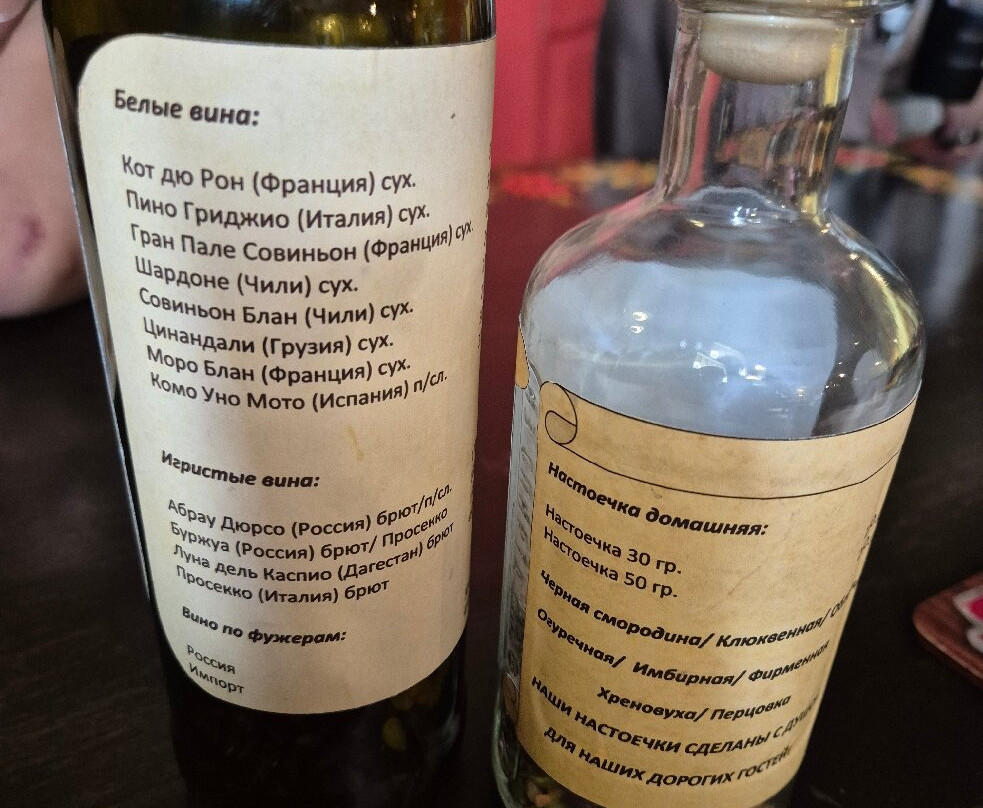 Белые вина:
Кот дю Рон (Франция) сух.
Пино Гриджио (Италия) сух.
Гран Пале Совиньон (Франция) сух.
Шардоне (Чили) сух.
Совиньон Блан (Чили) сух.
Цинандали (Грузия) сух.
Моро Блан (Франция) сух.
Комо Уно Мото (Испания) п/сл.
Игристые вина:
Абрау Дюрсо (Россия) брют/п/сл.
Буржуа (Россия) брют/ Просекко
Луна дель Каспио (Дагестан) брют
Просекко (Италия) брют
Вино по фужерам:
Россия
Импорт
Настоечка домашняя:
Настоечка 30 гр.
Настоечка 50 гр.
Черная смородина/ Клюквенная/
Огуречная/ Имбирная/ Фирменная
Хреновуха/ Перцовка
НАШИ НАСТОЕЧКИ СДЕЛАНЫ С
ДЛЯ НАШИХ ДОРОГИХ ГОСТЕЙ